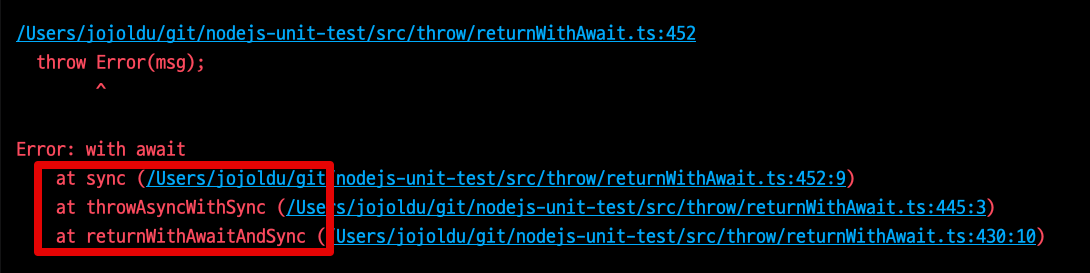 /Users/jojoldu/git/nodejs-unit-test/src/throw/returnWithAwait.ts:452
throw Error(msg);
^
Error: with await
at sync (/Users/jojoldu/git/nodejs-unit-test/src/throw/returnWithAwait.ts:452:9)
at throwAsyncWithSync (/Users/jojoldu/git/nodejs-unit-test/src/throw/returnWithAwait.ts:445:3)
at returnWithAwaitAndSync (/Users/jojoldu/git/nodejs-unit-test/src/throw/returnWithAwait.ts:430:10)